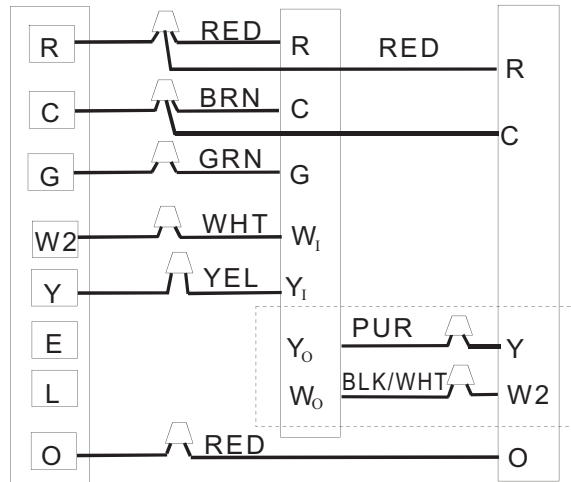 R RED R RED R
C BRN C C
G GRN G
W2 WHT WI
Y YEL YI
E YO PUR Y
L WO BLK/WHT W2
O RED O